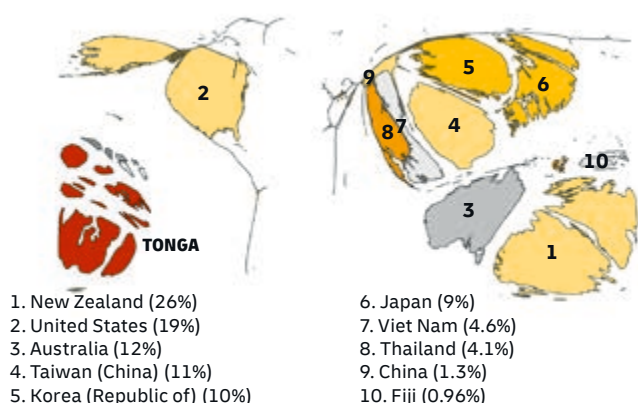 9
5
6
2
7
8
4
10
3
TONGA
1
1. New Zealand (26%)
2. United States (19%)
3. Australia (12%)
4. Taiwan (China) (11%)
5. Korea (Republic of) (10%)
6. Japan (9%)
7. Viet Nam (4.6%)
8. Thailand (4.1%)
9. China (1.3%)
10. Fiji (0.96%)